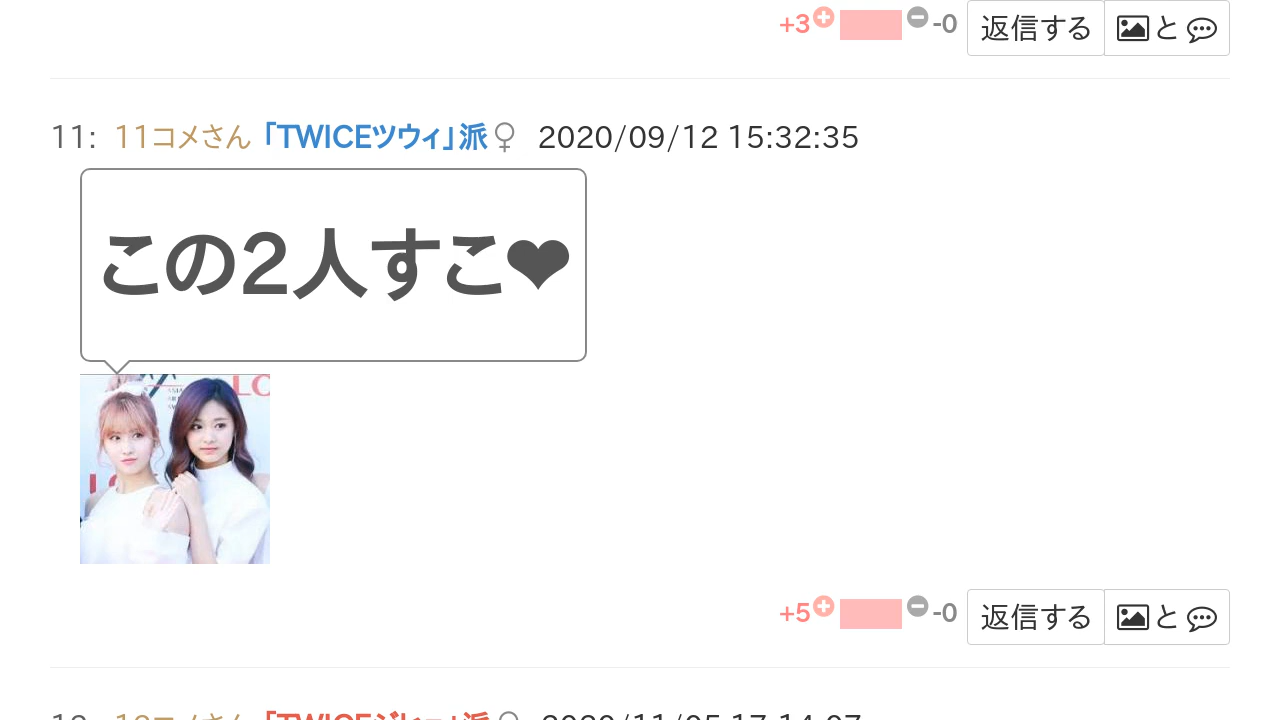 +3 -0 返信する と
11: 11コメさん 「TWICEツウィ」派♀ 2020/09/12 15:32:35
この2人すこ❤
+5 -0 返信する と